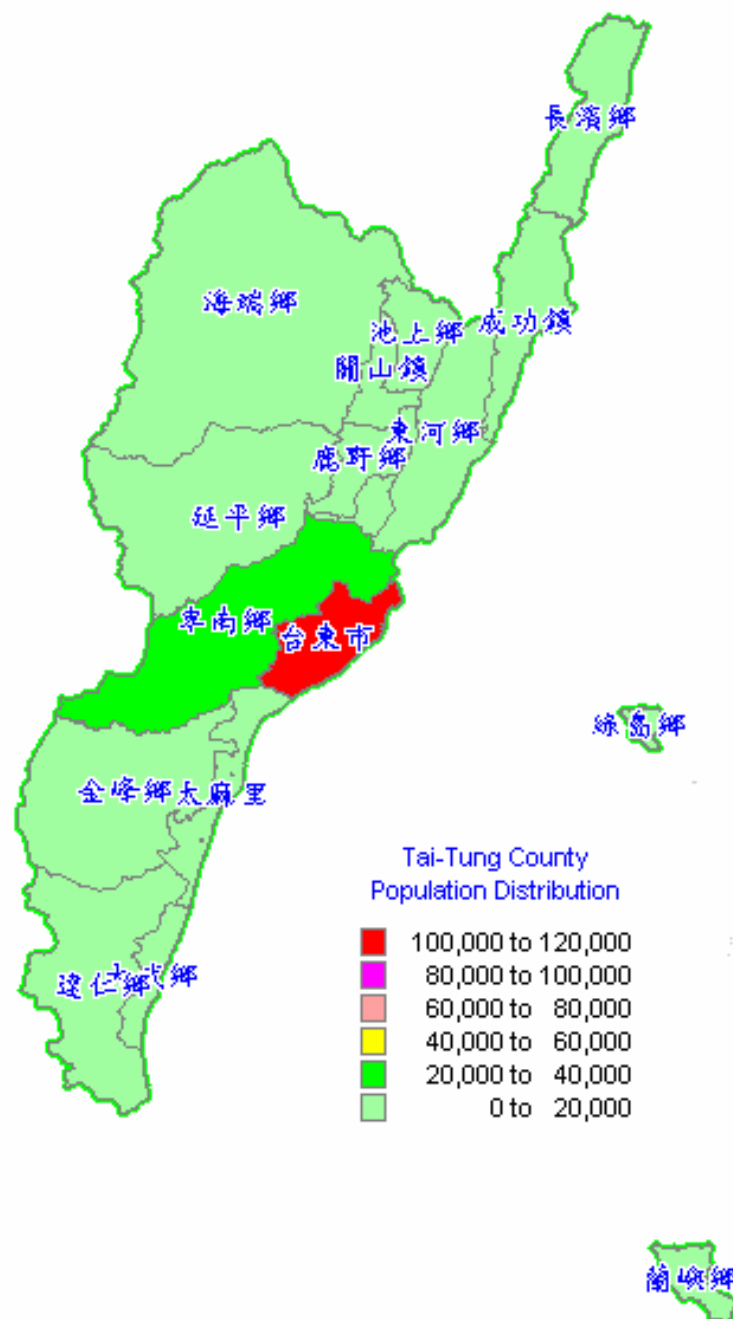 長濱鄉
海端鄉
池上鄉
成功鎮
關山鎮
東河鄉
鹿野鄉
延平鄉
卑南鄉
台東市
綠島鄉
金峰鄉
太麻里
Tai-Tung County
Population Distribution
100,000 to 120,000
80,000 to 100,000
60,000 to 80,000
40,000 to 60,000
20,000 to 40,000
0 to 20,000
達仁鄉
武鄉
蘭嶼鄉